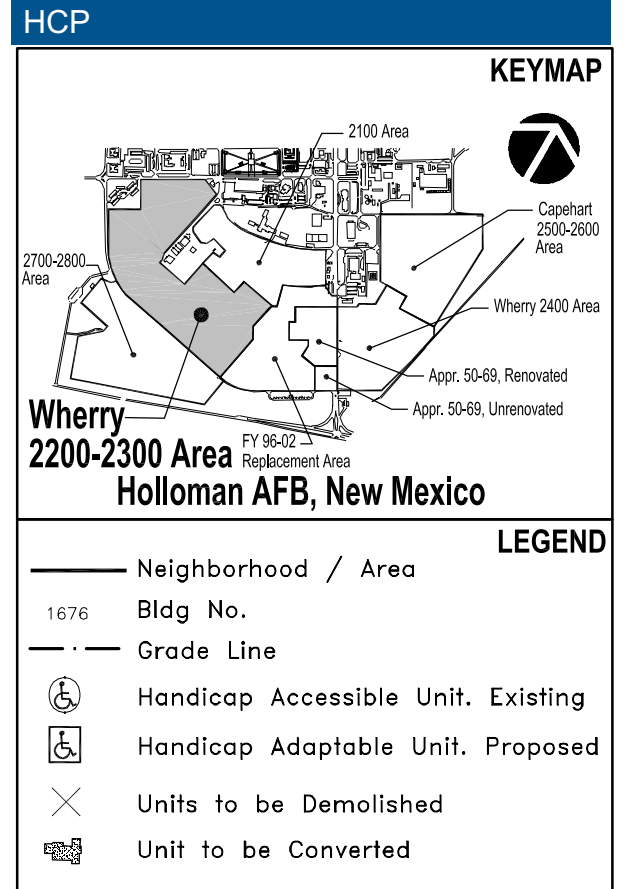 HCP
KEYMAP
2100 Area
Capehart
2500-2600
Area
2700-2800
Area
Wherry 2400 Area
Appr. 50-69, Renovated
Appr. 50-69, Unrenovated
Wherry
2200-2300 Area
FY 96-02
Replacement Area
Holloman AFB, New Mexico
LEGEND
Neighborhood / Area
1676 Bldg No.
Grade Line
Handicap Accessible Unit. Existing
Handicap Adaptable Unit. Proposed
Units to be Demolished
Unit to be Converted